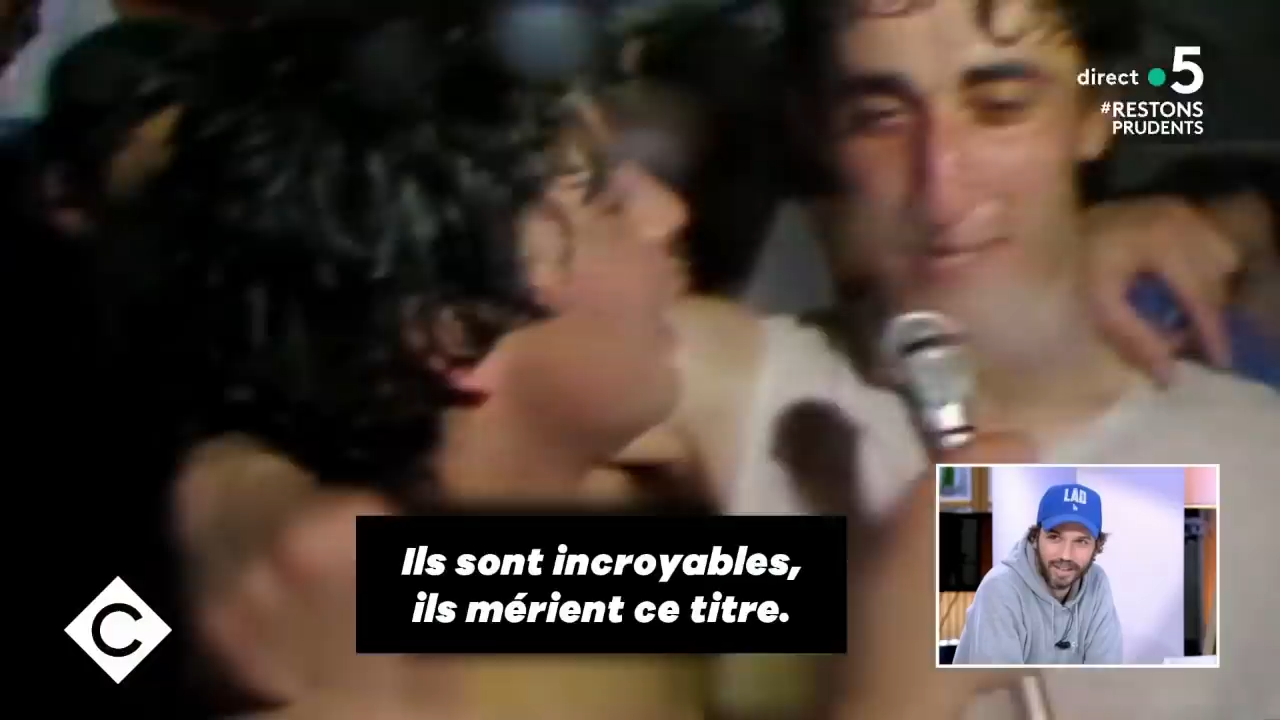 direct 5
#RESTONS
PRUDENTS
LAD
Ils sont incroyables,
ils mérient ce titre.
C